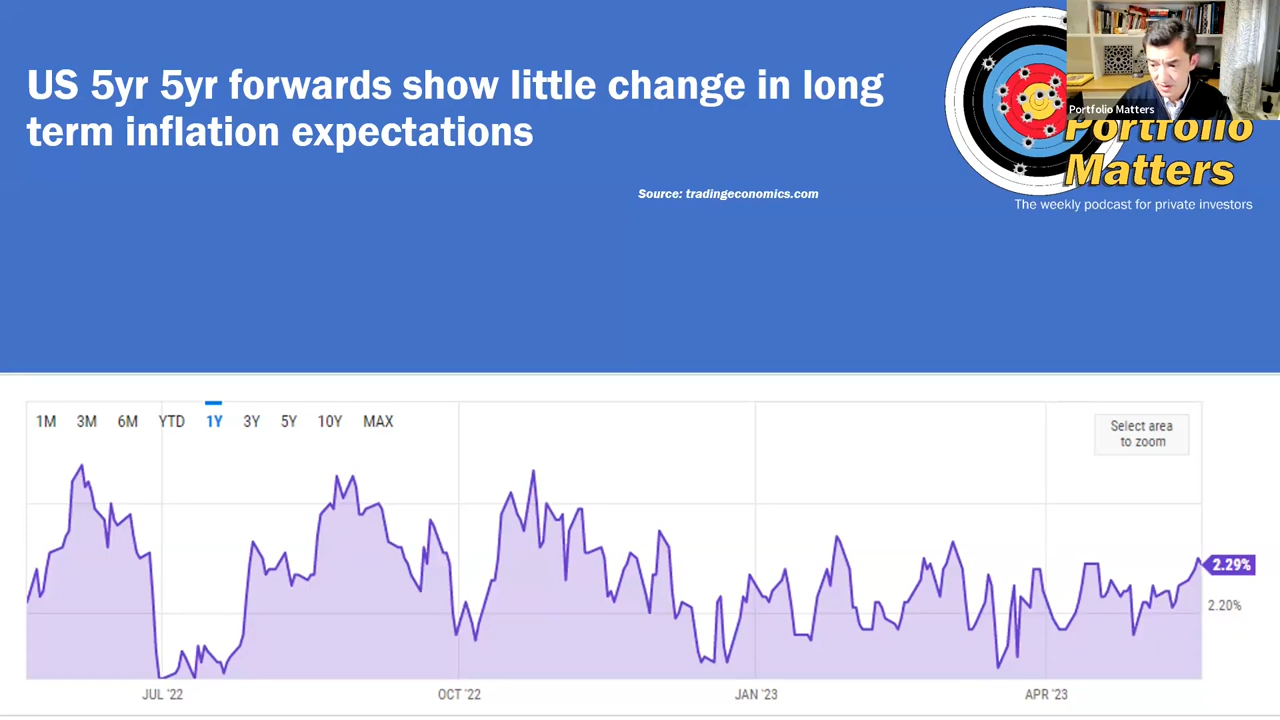 US 5yr 5yr forwards show little change in long
term inflation expectations
Source: tradingeconomics.com
Portfolio Matters
Portfolio
Matters
The weekly podcast for private investors
1M 3M 6M YTD 1Y 3Y 5Y 10Y MAX
Select area
to zoom
2.29%
2.20%
JUL '22 OCT '22 JAN '23 APR '23